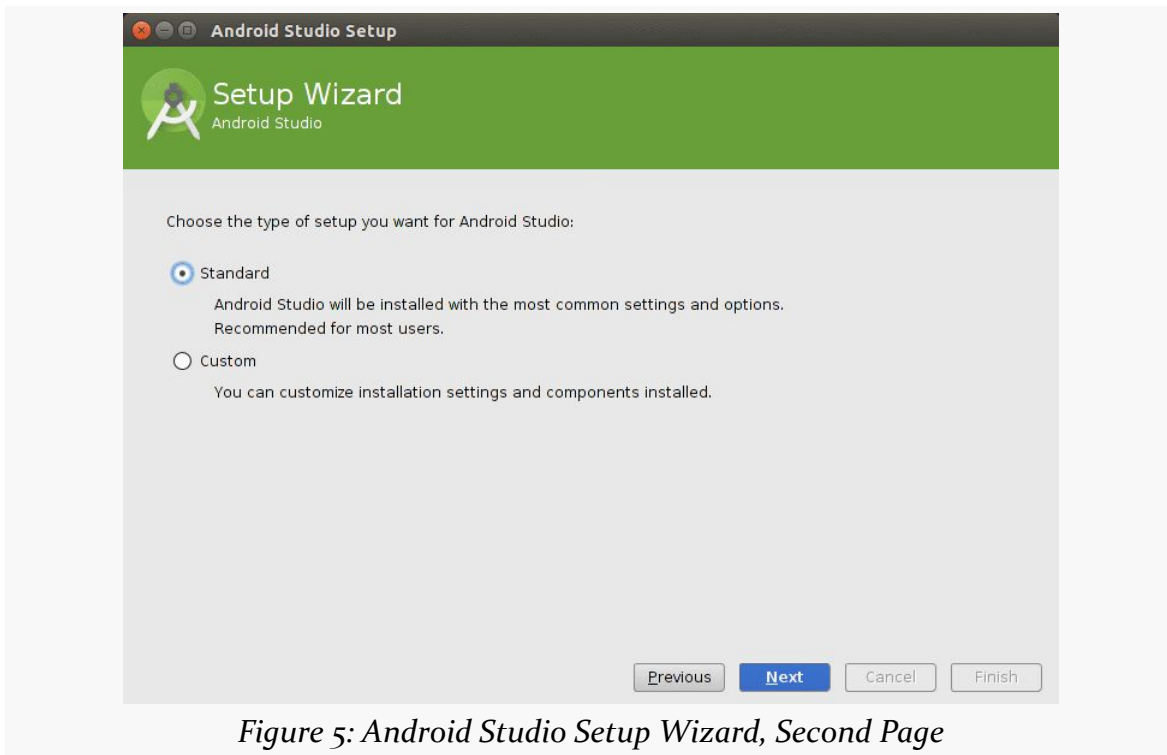 Android Studio Setup
Setup Wizard
Android Studio
Choose the type of setup you want for Android Studio:
Standard
Android Studio will be installed with the most common settings and options.
Recommended for most users.
Custom
You can customize installation settings and components installed.
Previous Next Cancel Finish
Figure 5: Android Studio Setup Wizard, Second Page